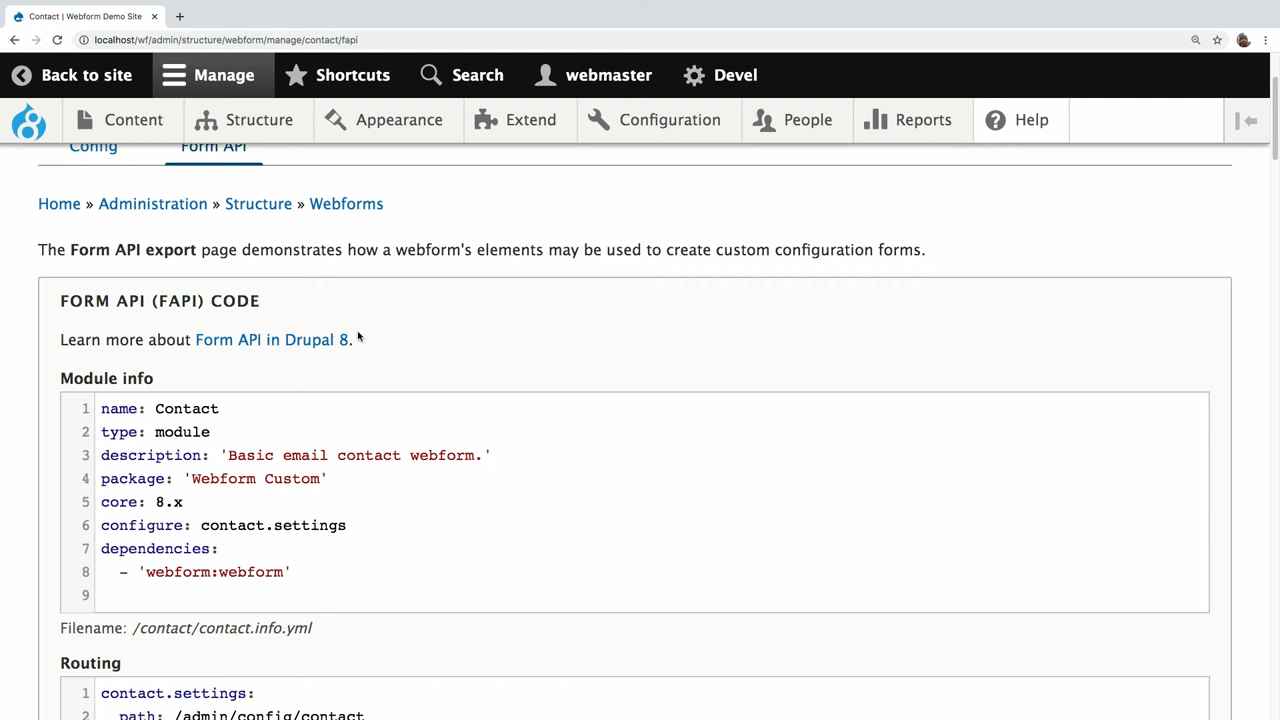 Contact | Webform Demo Site
localhost/wf/admin/structure/webform/manage/contact/fapi
Back to site Manage Shortcuts Search webmaster Devel
Content Structure Appearance Extend Configuration People Reports Help
Config Form API
Home » Administration » Structure » Webforms
The Form API export page demonstrates how a webform's elements may be used to create custom configuration forms.
FORM API (FAPI) CODE
Learn more about Form API in Drupal 8.
Module info
1 name: Contact
2 type: module
3 description: 'Basic email contact webform.'
4 package: 'Webform Custom'
5 core: 8.x
6 configure: contact.settings
7 dependencies:
8 - 'webform:webform'
9
Filename: /contact/contact.info.yml
Routing
1 contact.settings:
2 path: /admin/config/contact